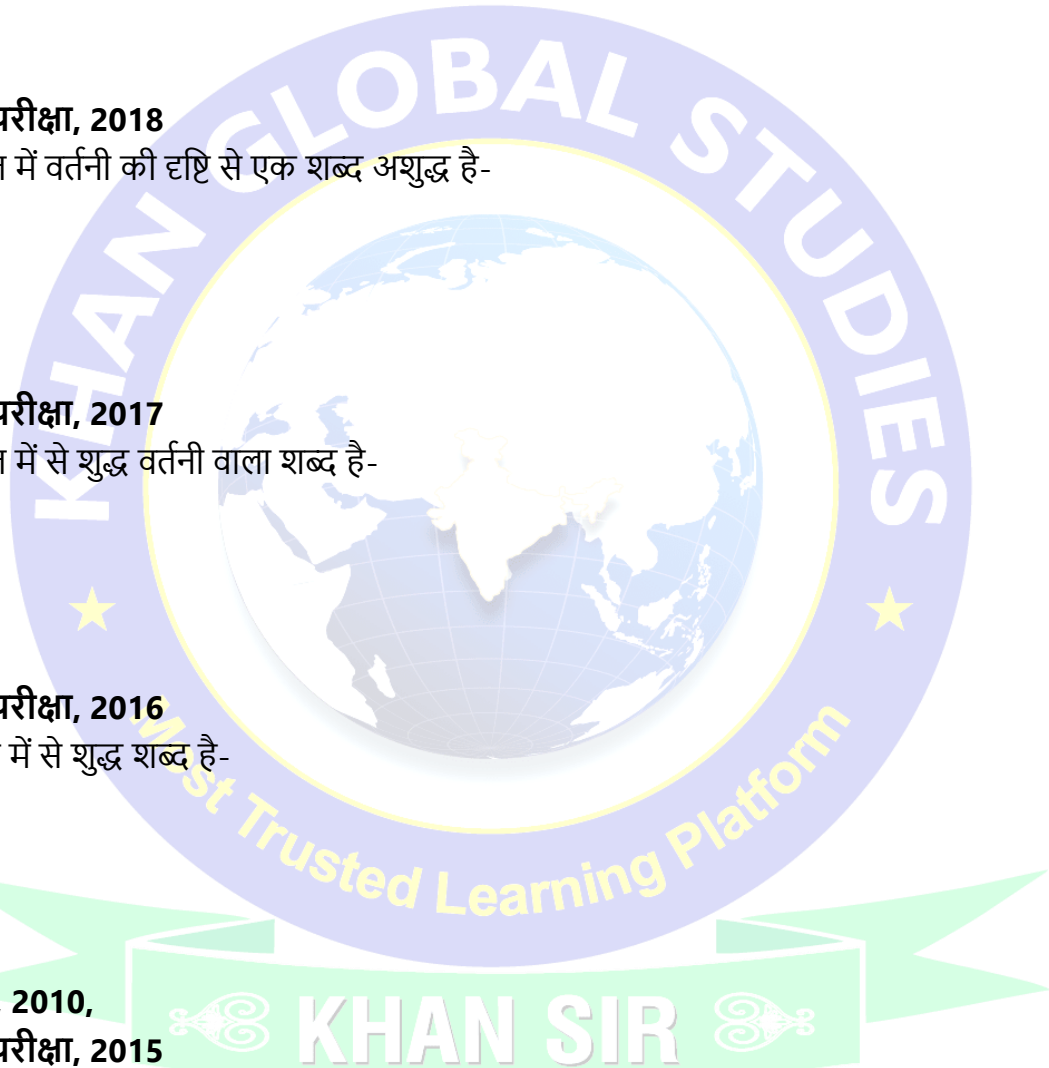 परीक्षा, 2018
में वर्तनी की दृष्टि से एक शब्द अशुद्ध है-
परीक्षा, 2017
में से शुद्ध वर्तनी वाला शब्द है-
परीक्षा, 2016
में से शुद्ध शब्द है-
2010,
परीक्षा, 2015
KHAN GLOBAL STUDIES
Most Trusted Learning Platform
KHAN SIR